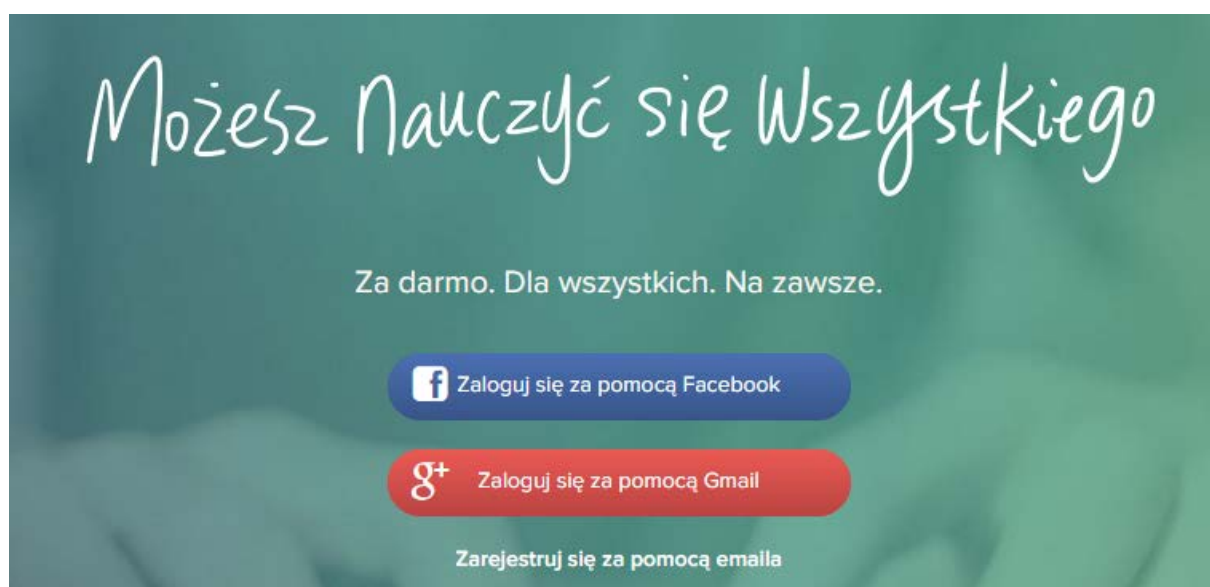 Możesz Nauczyć się Wszystkiego
Za darmo. Dla wszystkich. Na zawsze.
f Zaloguj się za pomocą Facebook
g+ Zaloguj się za pomocą Gmail
Zarejestruj się za pomocą emaila